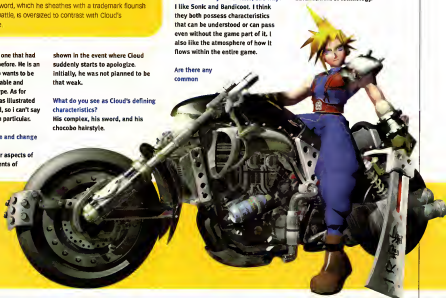 word, which he sheathes with a trademark flourish
battle, is oversized to contrast with Cloud's
one that had
before. He is an
wants to be
able and
pe. As for
as illustrated
, so I can't say
particular.
e and change
r aspects of
ents of
shown in the event where Cloud
suddenly starts to apologize.
Initially, he was not planned to be
that weak.
What do you see as Cloud's defining
characteristics?
His complex, his sword, and his
chocobo hairstyle.
I like Sonic and Bandicoot. I think
they both possess characteristics
that can be understood or can pass
even without the game part of it. I
also like the atmosphere of how it
flows within the entire game.
Are there any
common